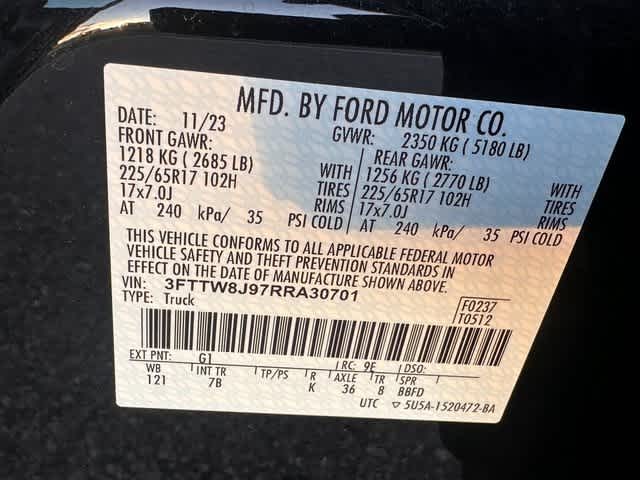 MFD. BY FORD MOTOR CO.
DATE: 11/23 GVWR: 2350 KG ( 5180 LB)
FRONT GAWR: REAR GAWR:
1218 KG ( 2685 LB) WITH 1256 KG ( 2770 LB) WITH
225/65R17 102H TIRES 225/65R17 102H TIRES
17x7.0J RIMS 17x7.0J RIMS
AT 240 kPa/ 35 PSI COLD AT 240 kPa/ 35 PSI COLD
THIS VEHICLE CONFORMS TO ALL APPLICABLE FEDERAL MOTOR
VEHICLE SAFETY AND THEFT PREVENTION STANDARDS IN
EFFECT ON THE DATE OF MANUFACTURE SHOWN ABOVE.
VIN: 3FTTW8J97RRA30701 F0237
TYPE: Truck T0512
EXT PNT: G1 RC: 9E DSO:
WB INT TR TP/PS R AXLE TR SPR
121 7B K 36 8 BBFD
UTC 5U5A-1520472-BA